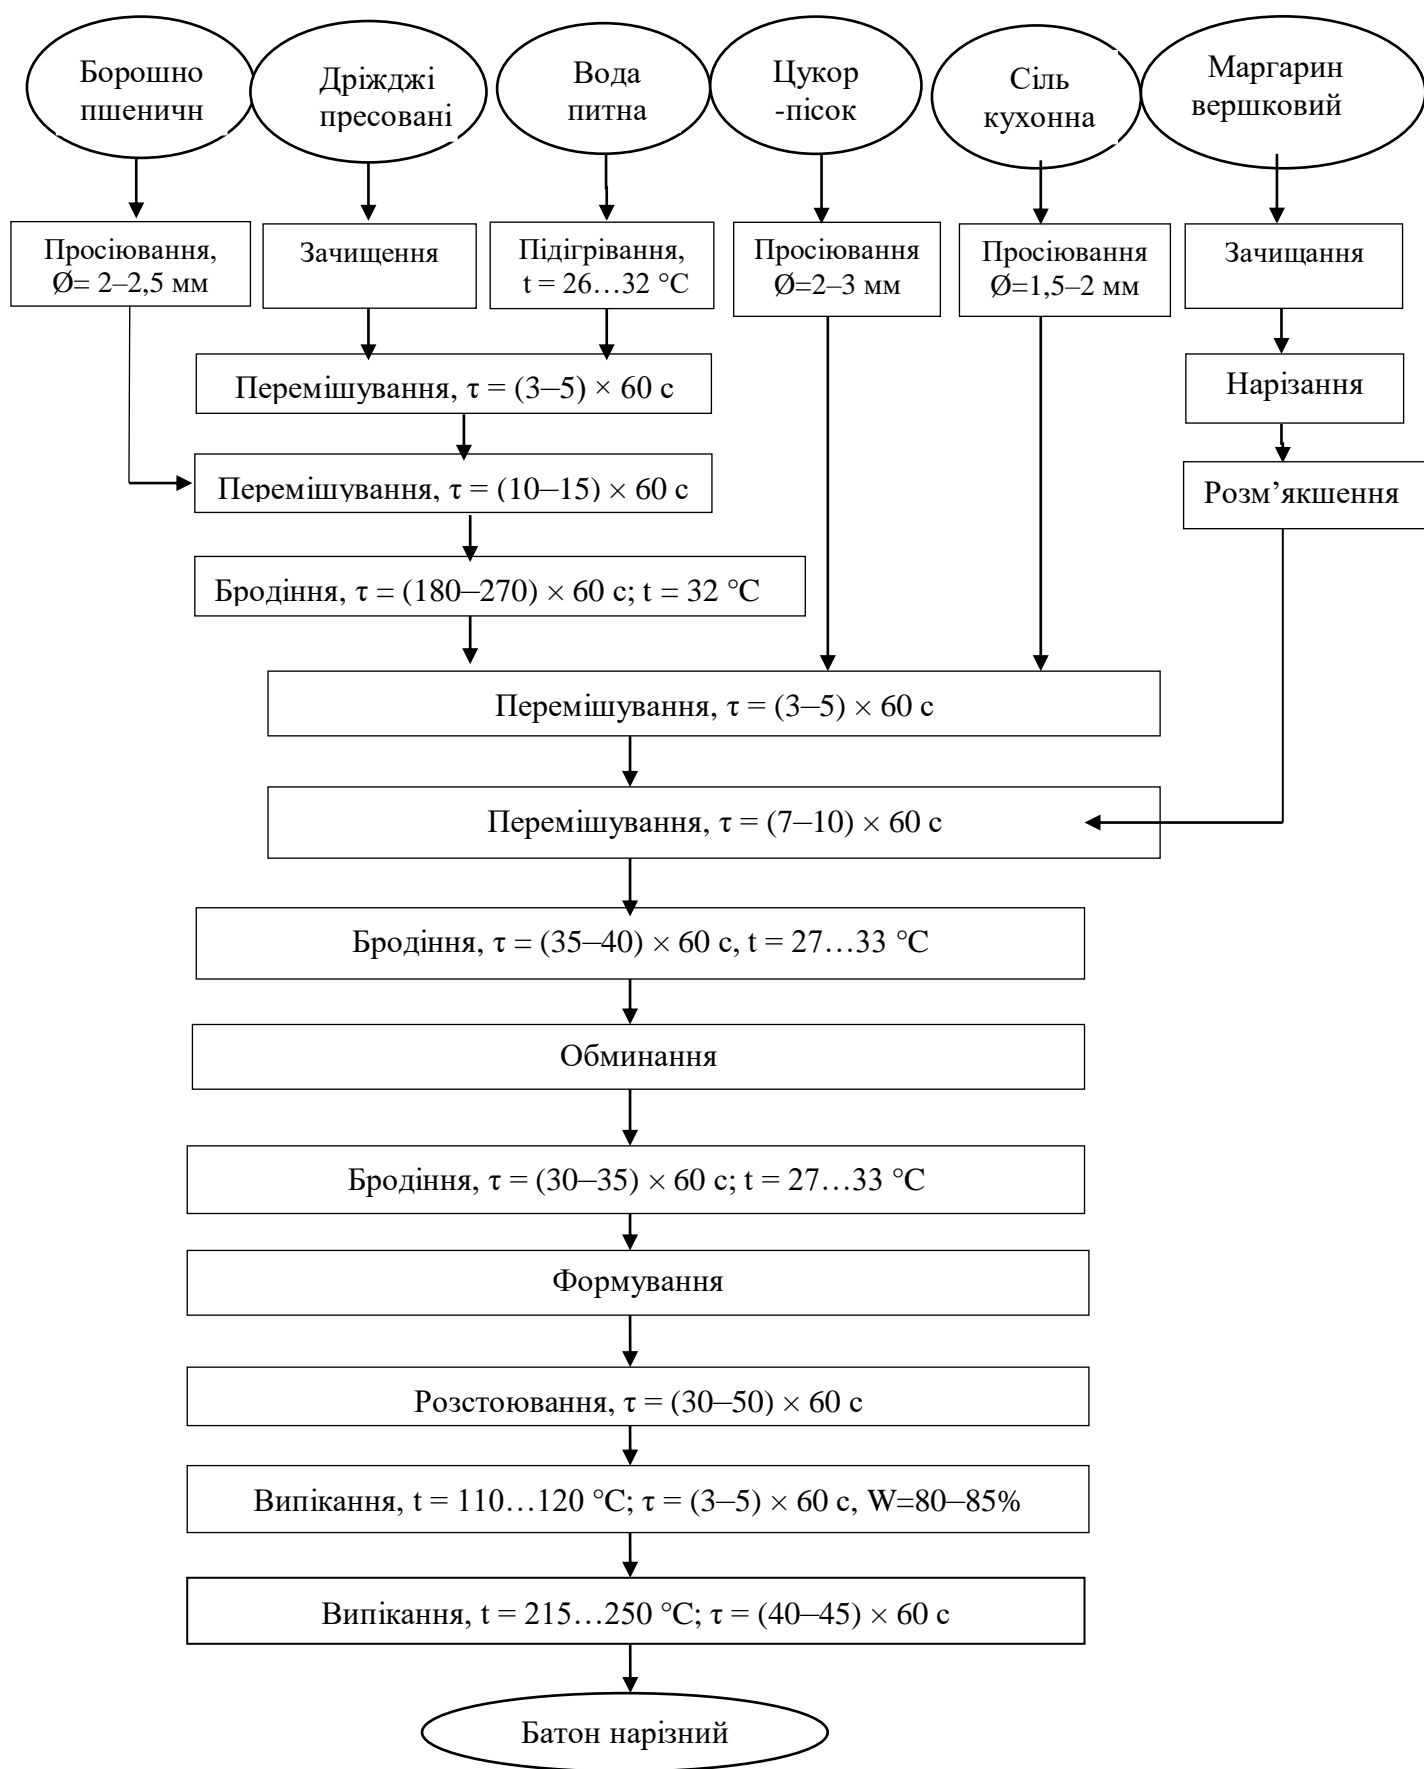 Борошно
пшеничн
Дріжджі
пресовані
Вода
питна
Цукор
-пісок
Сіль
кухонна
Маргарин
вершковий
Просіювання,
Ø= 2–2,5 мм
Зачищення
Підігрівання,
t = 26…32 °С
Просіювання
Ø=2–3 мм
Просіювання
Ø=1,5–2 мм
Зачищання
Перемішування, τ = (3–5) × 60 с
Нарізання
Перемішування, τ = (10–15) × 60 с
Розм’якшення
Бродіння, τ = (180–270) × 60 с; t = 32 °С
Перемішування, τ = (3–5) × 60 с
Перемішування, τ = (7–10) × 60 с
Бродіння, τ = (35–40) × 60 с, t = 27…33 °С
Обминання
Бродіння, τ = (30–35) × 60 с; t = 27…33 °С
Формування
Розстоювання, τ = (30–50) × 60 с
Випікання, t = 110…120 °С; τ = (3–5) × 60 с, W=80–85%
Випікання, t = 215…250 °С; τ = (40–45) × 60 с
Батон нарізний